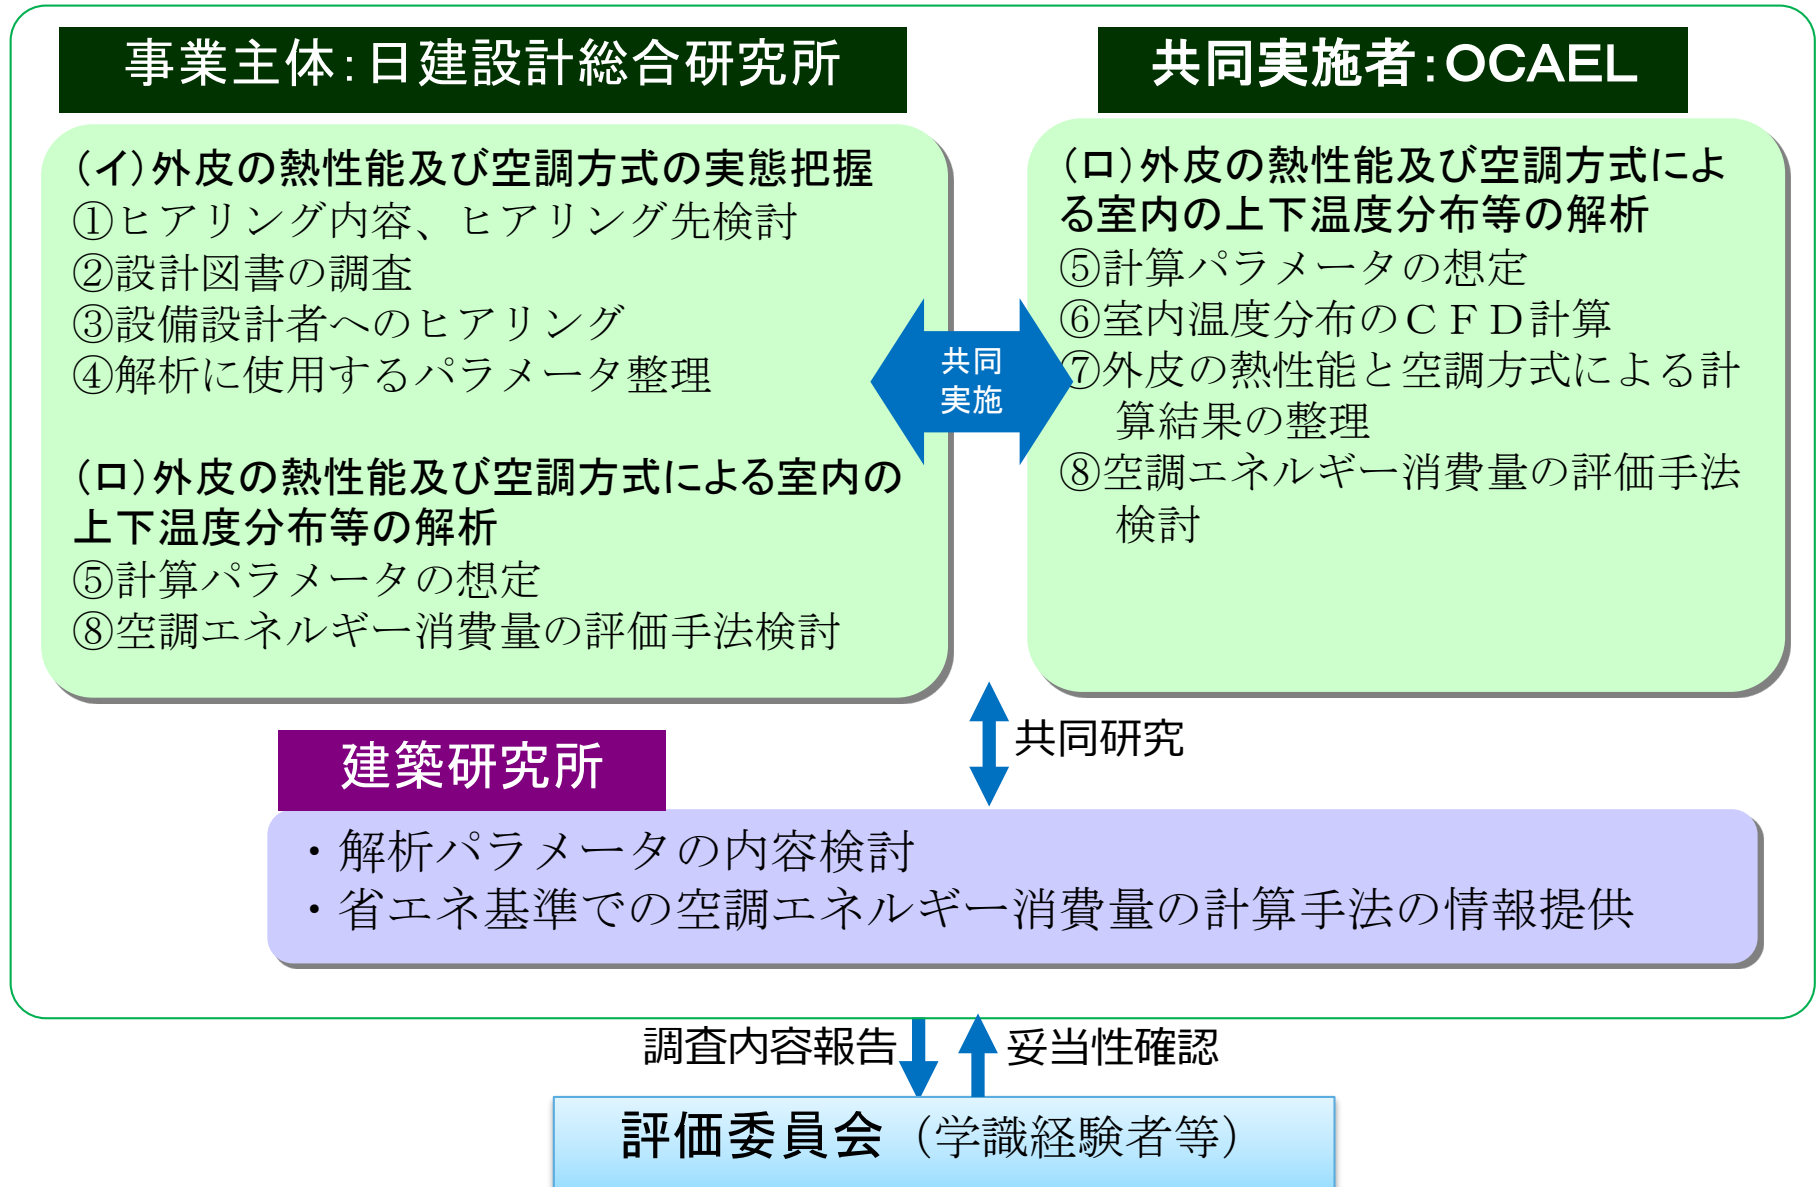 事業主体：日建設計総合研究所
（イ）外皮の熱性能及び空調方式の実態把握
①ヒアリング内容、ヒアリング先検討
②設計図書の調査
③設備設計者へのヒアリング
④解析に使用するパラメータ整理
（ロ）外皮の熱性能及び空調方式による室内の
上下温度分布等の解析
⑤計算パラメータの想定
⑧空調エネルギー消費量の評価手法検討
共同
実施
共同実施者：OCAEL
（ロ）外皮の熱性能及び空調方式によ
る室内の上下温度分布等の解析
⑤計算パラメータの想定
⑥室内温度分布のＣＦＤ計算
⑦外皮の熱性能と空調方式による計
算結果の整理
⑧空調エネルギー消費量の評価手法
検討
共同研究
建築研究所
・解析パラメータの内容検討
・省エネ基準での空調エネルギー消費量の計算手法の情報提供
調査内容報告
妥当性確認
評価委員会（学識経験者等）